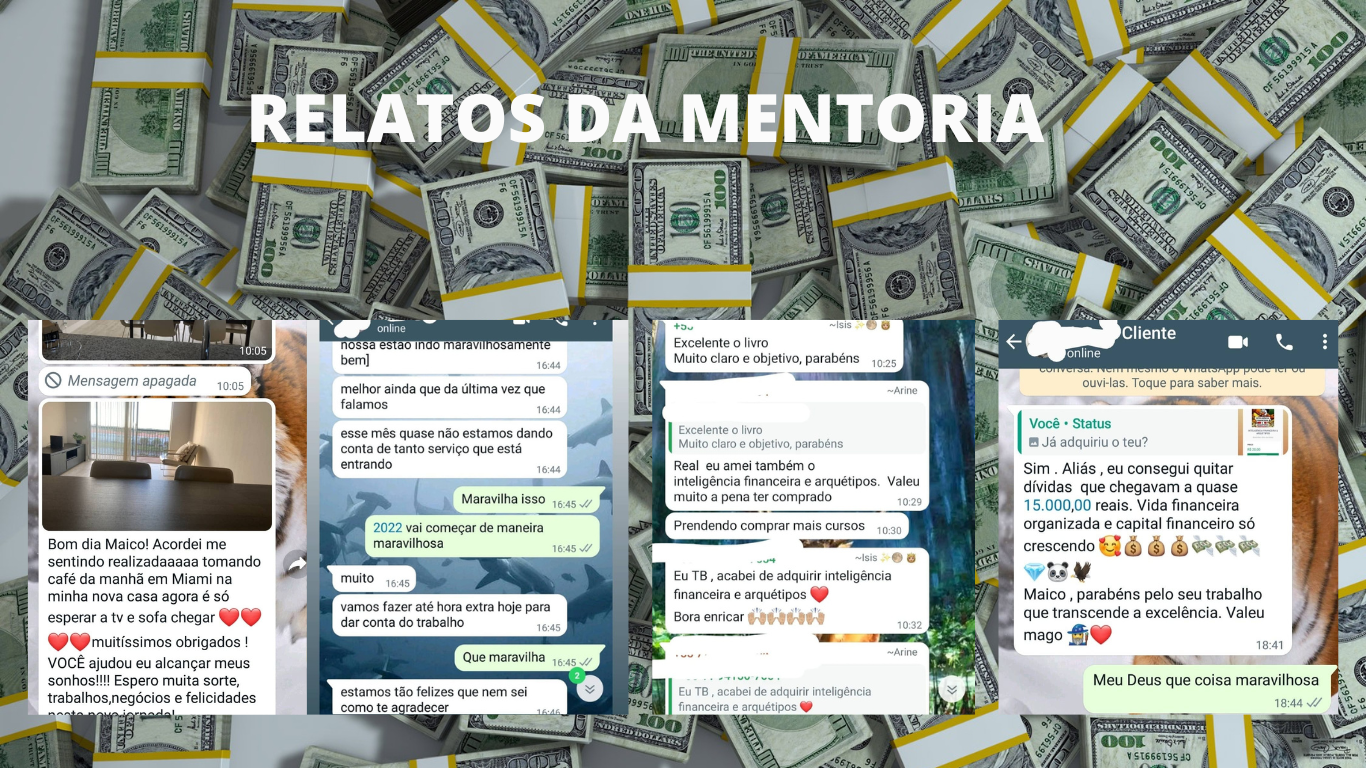 RELATOS DA MENTORIA
10:05
Mensagem apagada 10:05
Bom dia Maico! Acordei me
sentindo realizadaaaaa tomando
café da manhã em Miami na
minha nova casa agora é só
esperar a tv e sofa chegar ❤️❤️
❤️❤️muitíssimos obrigados !
VOCÊ ajudou eu alcançar meus
sonhos!!!! Espero muita sorte,
trabalhos,negócios e felicidades
online
nossa estão indo maravilhosamente
bem]
16:44
melhor ainda que da última vez que
falamos
16:44
esse mês quase não estamos dando
conta de tanto serviço que está
entrando
16:44
Maravilha isso 16:45
2022 vai começar de maneira
maravilhosa
16:45
muito 16:45
vamos fazer até hora extra hoje para
dar conta do trabalho
16:45
Que maravilha 16:45
2
estamos tão felizes que nem sei
como te agradecer
16:46
~Isis
Excelente o livro
Muito claro e objetivo, parabéns 10:25
~Arine
Excelente o livro
Muito claro e objetivo, parabéns
Real eu amei também o
inteligência financeira e arquétipos. Valeu
muito a pena ter comprado
10:29
Prendendo comprar mais cursos 10:30
~Isis
Eu TB , acabei de adquirir inteligência
financeira e arquétipos ❤️
Bora enricar 🙌🏼🙌🏼🙌🏼🙌🏼
10:32
~Arine
Eu TB , acabei de adquirir inteligência
financeira e arquétipos ❤️
Cliente
online
conversa. Nem mesmo o WhatsApp pode ler ou
ouvi-las. Toque para saber mais.
Você • Status
Já adquiriu o teu?
Sim . Aliás , eu consegui quitar
dívidas que chegavam a quase
15.000,00 reais. Vida financeira
organizada e capital financeiro só
crescendo 🥰💰💰💰💸💸💸
💎🐼🦅
Maico , parabéns pelo seu trabalho
que transcende a excelência. Valeu
mago 🧙‍♂️❤️
18:41
Meu Deus que coisa maravilhosa
18:44